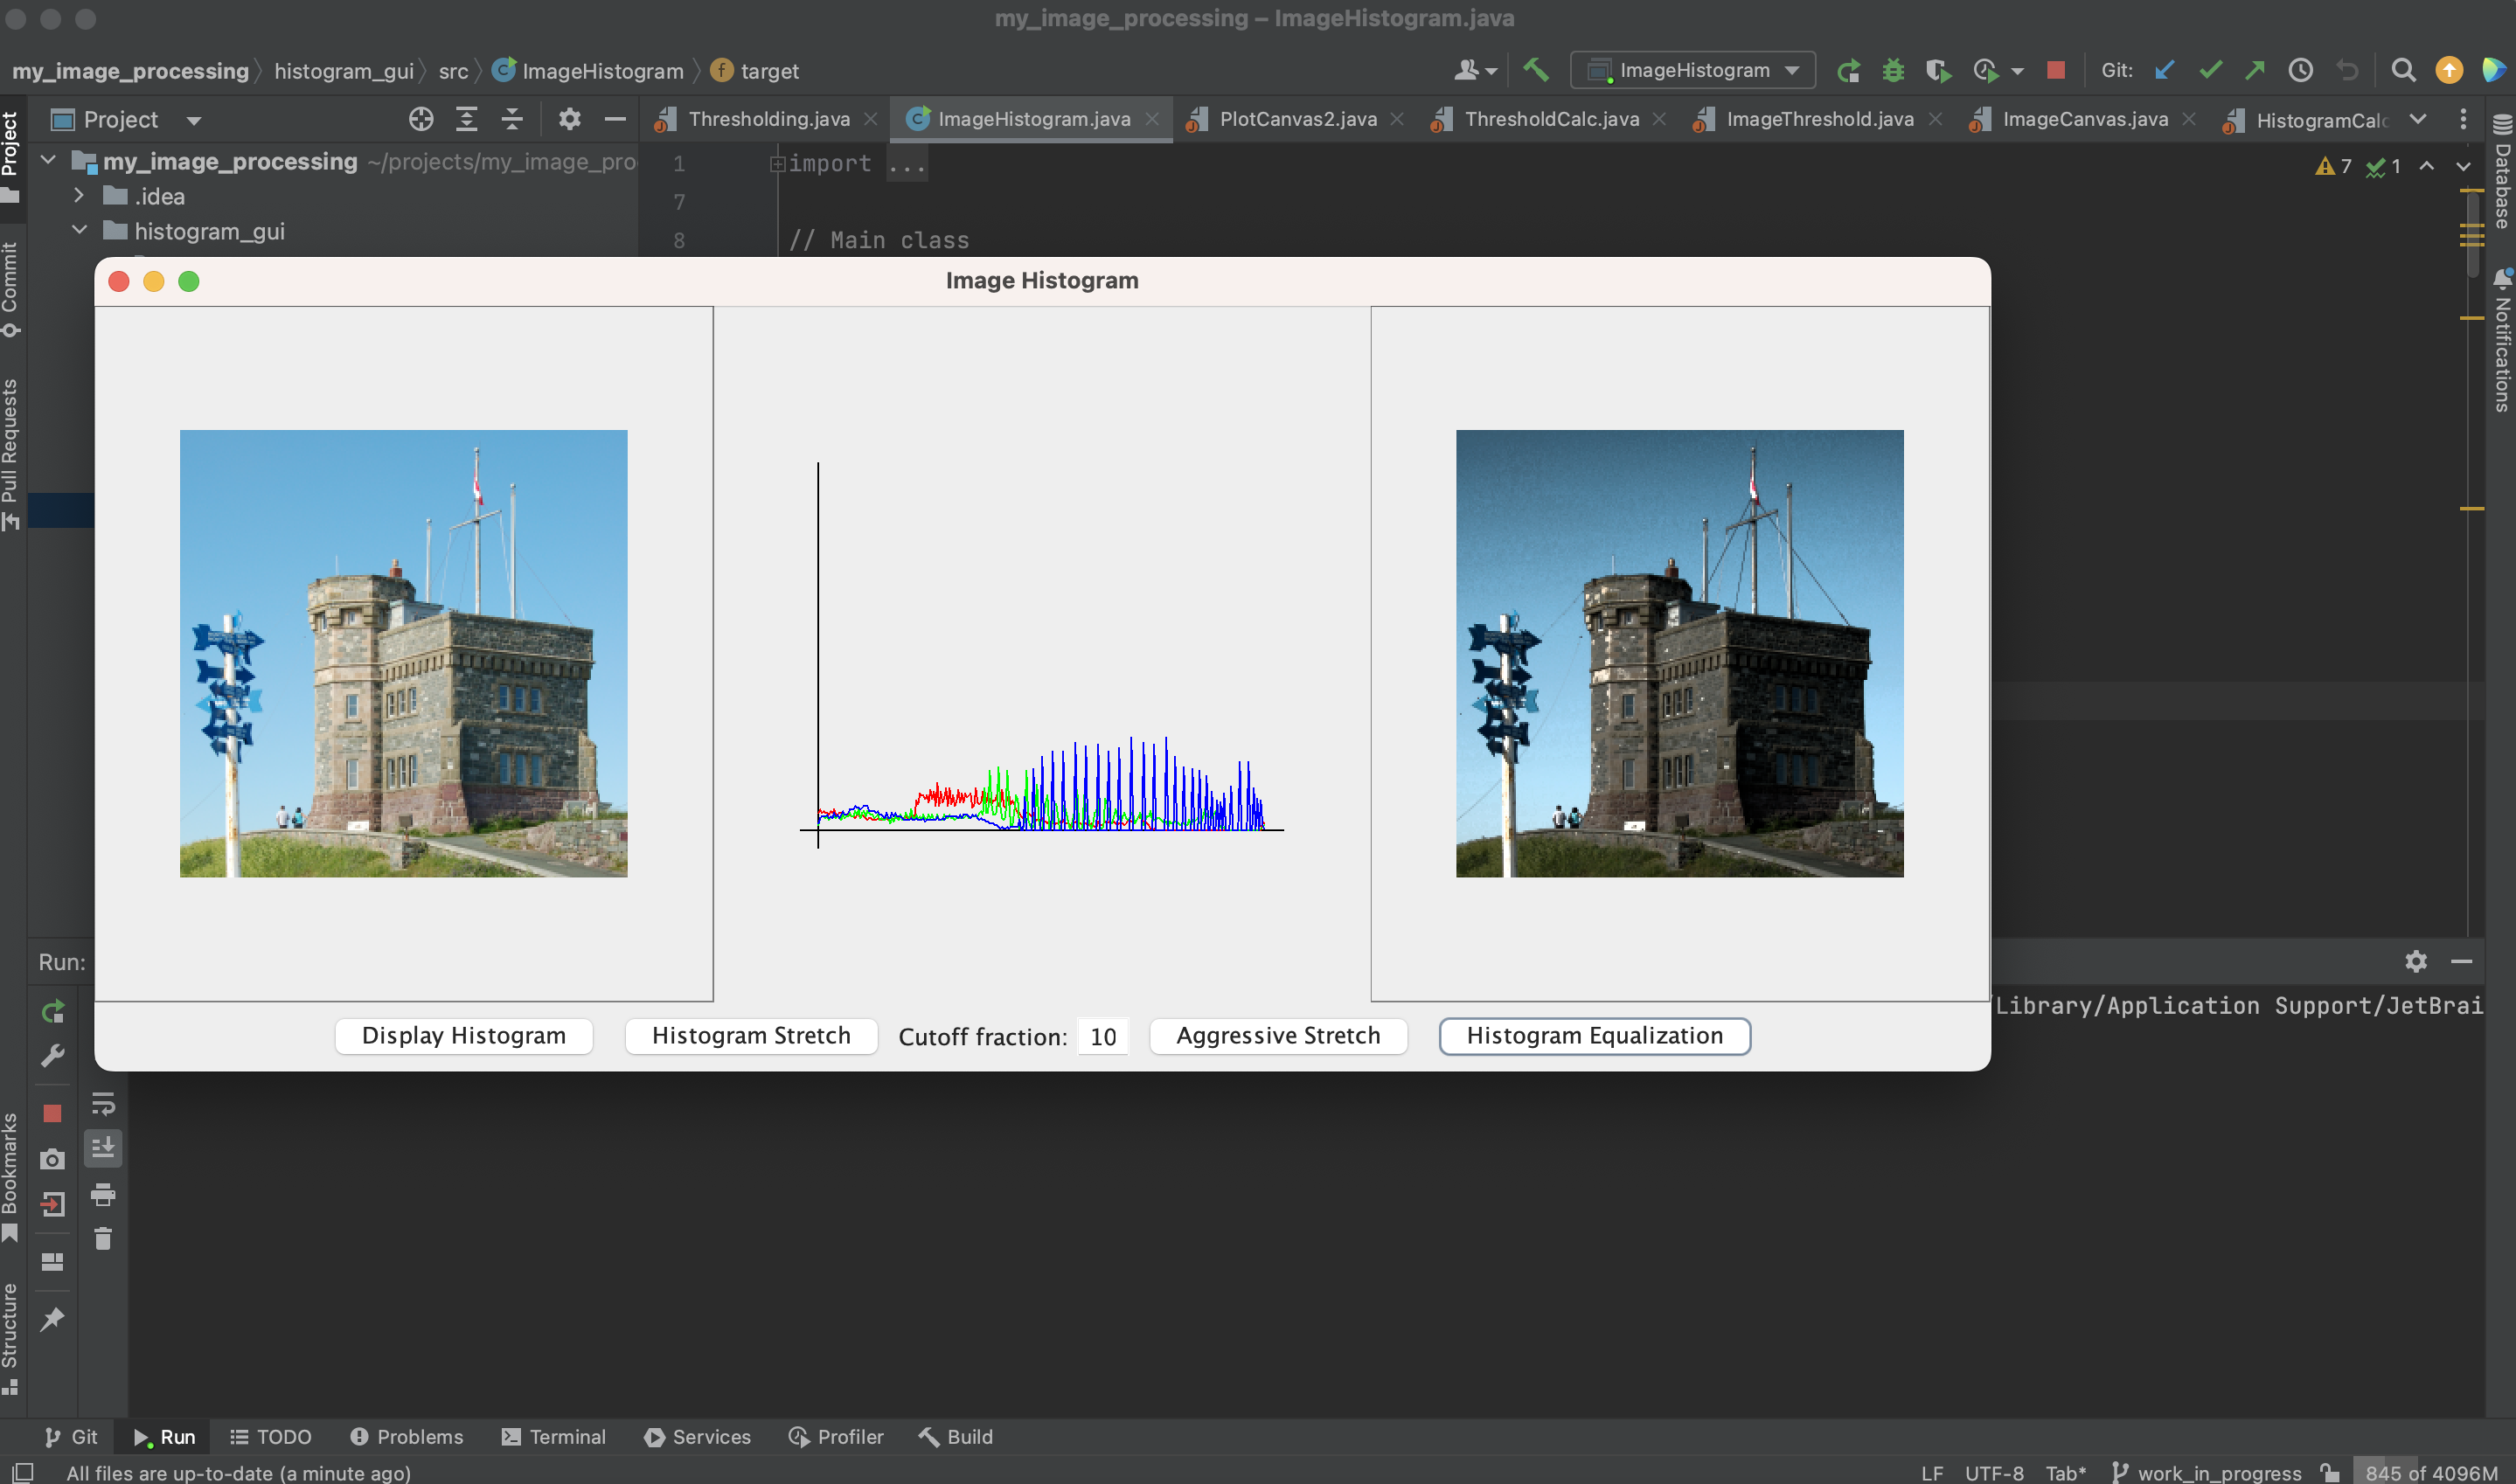 my_image_processing – ImageHistogram.java
my_image_processing histogram_gui src ImageHistogram target
ImageHistogram
Git:
Project
Thresholding.java
ImageHistogram.java
PlotCanvas2.java
ThresholdCalc.java
ImageThreshold.java
ImageCanvas.java
HistogramCalc
my_image_processing ~/projects/my_image_pro
.idea
histogram_gui
1 import ...
7
8 // Main class
7 1
Project
Commit
Pull Requests
Database
Notifications
Image Histogram
Display Histogram
Histogram Stretch
Cutoff fraction: 10
Aggressive Stretch
Histogram Equalization
Run:
Library/Application Support/JetBrai
Bookmarks
Structure
Git
Run
TODO
Problems
Terminal
Services
Profiler
Build
All files are up-to-date (a minute ago)
LF UTF-8 Tab* work_in_progress 845 of 4096M